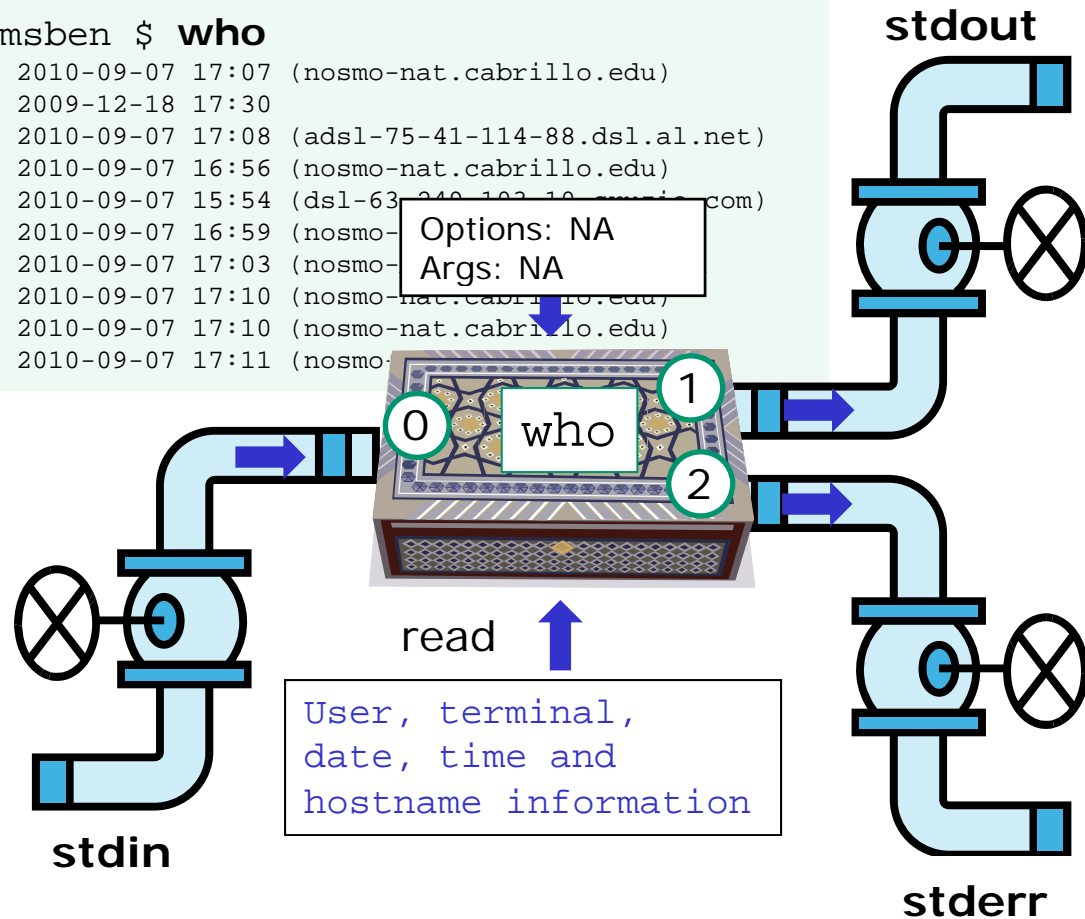 msben $ who
2010-09-07 17:07 (nosmo-nat.cabrillo.edu)
2009-12-18 17:30
2010-09-07 17:08 (adsl-75-41-114-88.dsl.al.net)
2010-09-07 16:56 (nosmo-nat.cabrillo.edu)
2010-09-07 15:54 (dsl-63 com)
2010-09-07 16:59 (nosmo-
2010-09-07 17:03 (nosmo-
2010-09-07 17:10 (nosmo-nat.cabrillo.edu)
2010-09-07 17:10 (nosmo-nat.cabrillo.edu)
2010-09-07 17:11 (nosmo-
Options: NA
Args: NA
stdout
0
who
1
2
read
User, terminal,
date, time and
hostname information
stdin
stderr